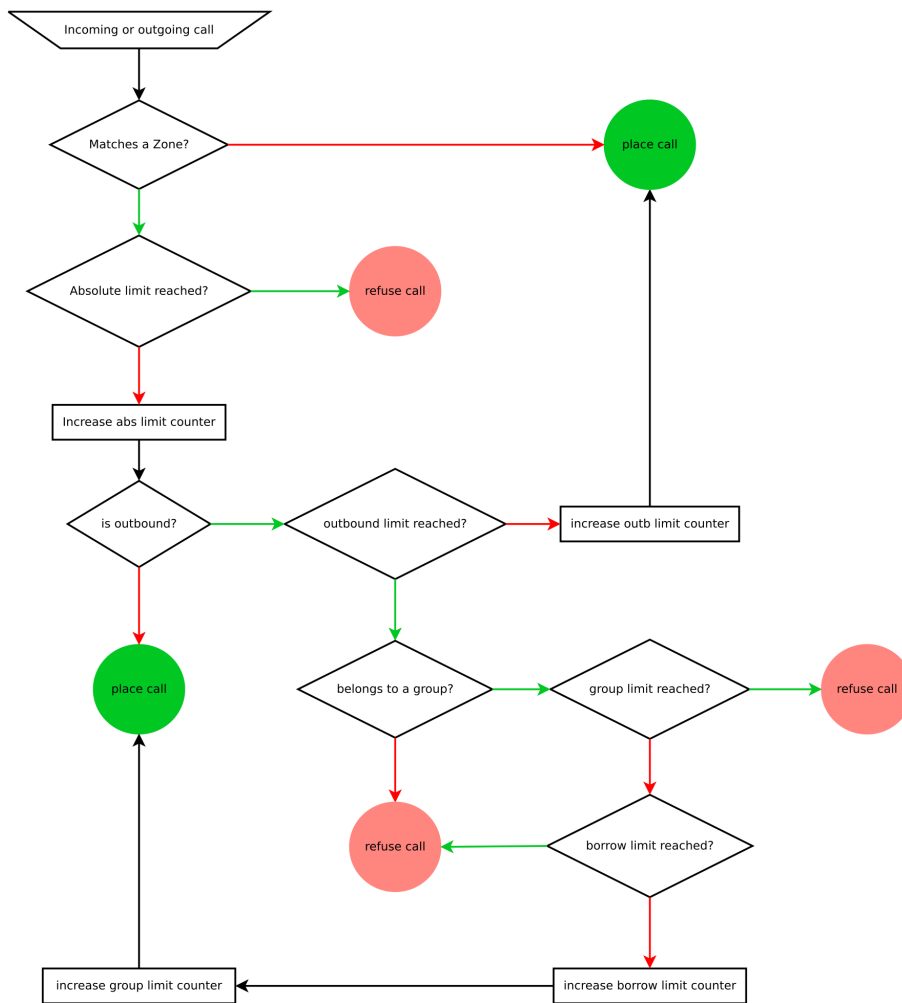 Incoming or outgoing call
Matches a Zone?
place call
Absolute limit reached?
refuse call
Increase abs limit counter
is outbound?
outbound limit reached?
increase outb limit counter
place call
belongs to a group?
group limit reached?
refuse call
refuse call
borrow limit reached?
increase group limit counter
increase borrow limit counter